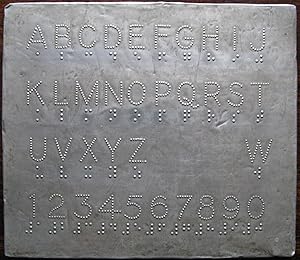 ABCDEFGHIJ
⠁⠃⠉⠙⠑⠋⠛⠓⠊⠚
KLMNOPQRST
⠅⠇⠍⠝⠕⠏⠟⠗⠎⠞
UVXYZ W
⠥⠧⠭⠽⠵ ⠺
1234567890
⠼⠁⠼⠃⠼⠉⠼⠙⠼⠑⠼⠋⠼⠛⠼⠓⠼⠊⠼⠚